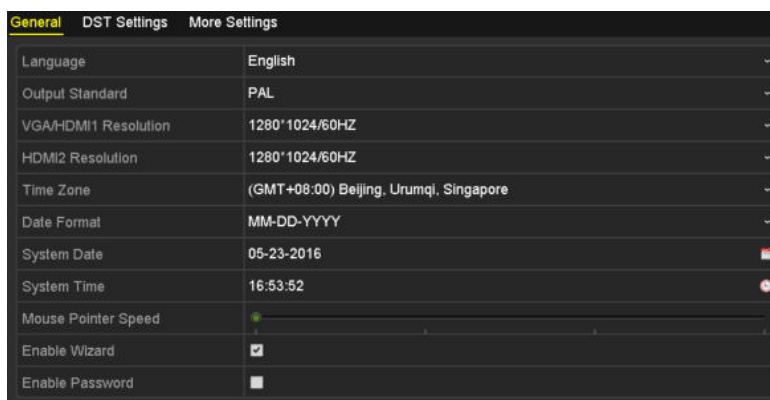 General DST Settings More Settings
Language English
Output Standard PAL
VGA/HDMI1 Resolution 1280*1024/60HZ
HDMI2 Resolution 1280*1024/60HZ
Time Zone (GMT+08:00) Beijing, Urumqi, Singapore
Date Format MM-DD-YYYY
System Date 05-23-2016
System Time 16:53:52
Mouse Pointer Speed
Enable Wizard
Enable Password